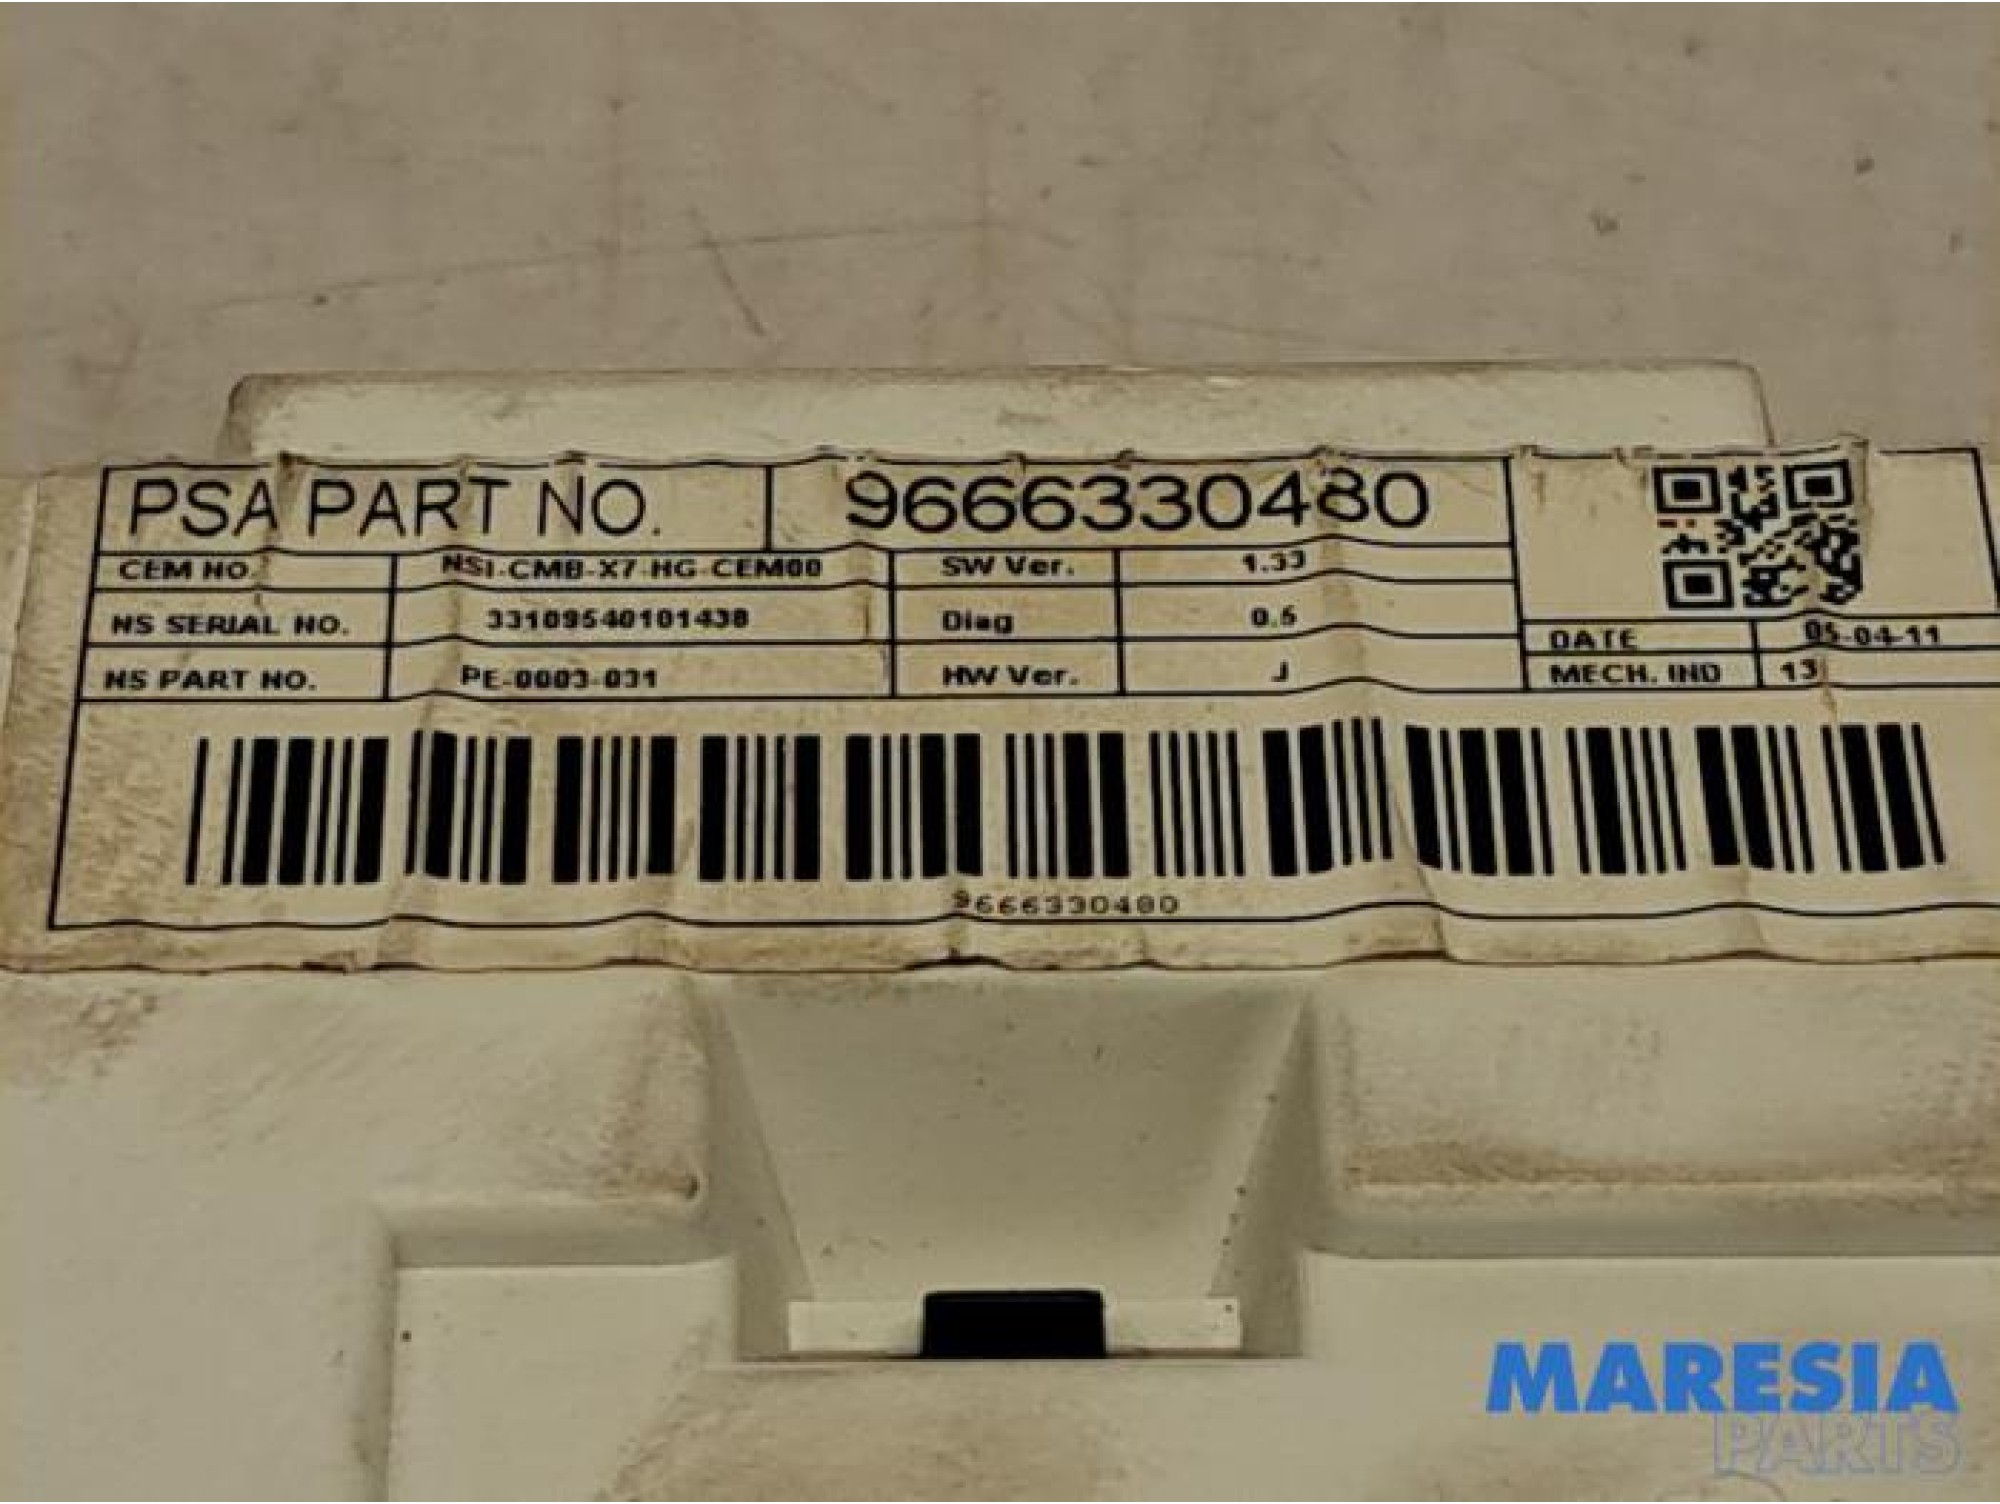 PSA PART NO. 9666330480
CEM NO. NSI-CMB-X7-HG-CEM00 SW Ver. 1.33
NS SERIAL NO. 33109540101438 Diag 0.5
DATE 05-04-11
NS PART NO. PE-0003-031 HW Ver. J
MECH. IND 13
9666330480
MARESIA
PARTS